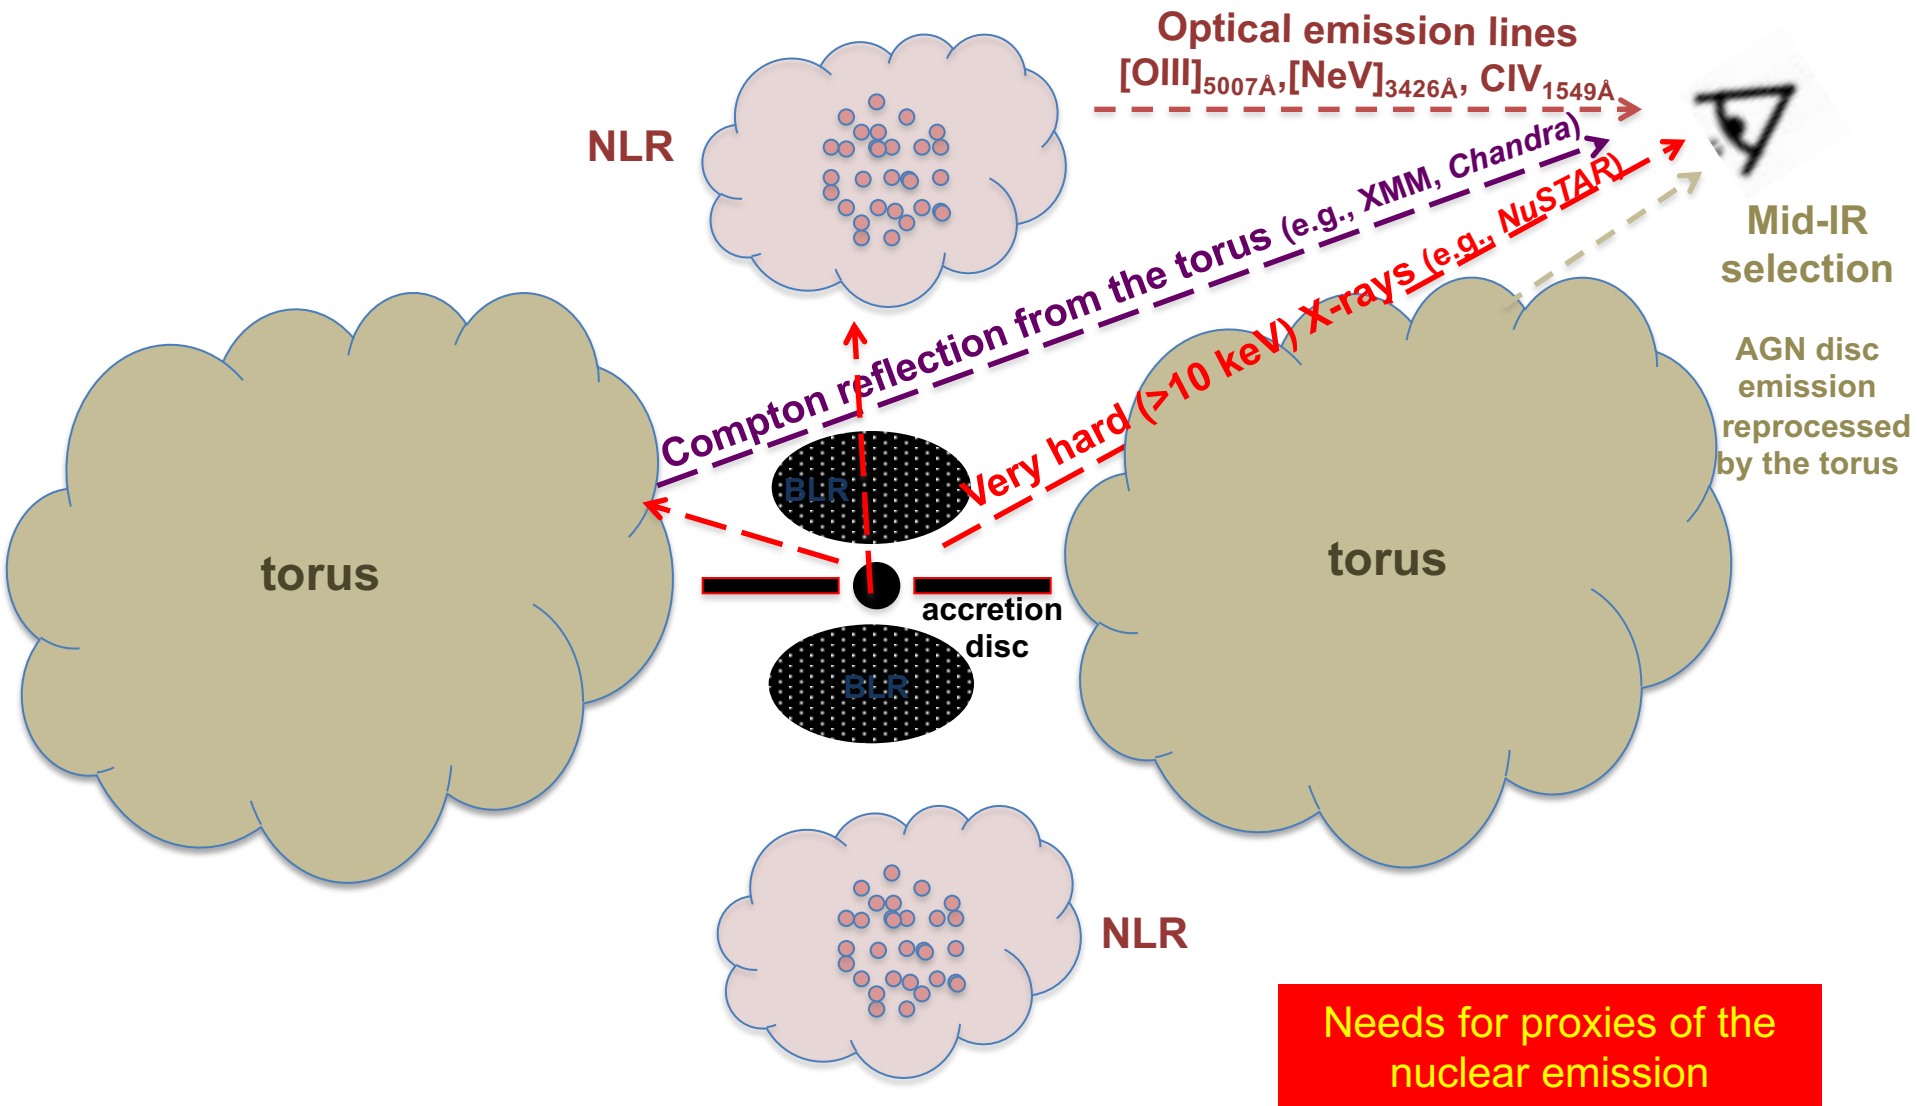 Optical emission lines
[OIII]5007Å,[NeV]3426Å, CIV1549Å
NLR
Compton reflection from the torus (e.g., XMM, Chandra)
Very hard (>10 keV) X-rays (e.g., NuSTAR)
Mid-IR
selection
AGN disc
emission
reprocessed
by the torus
BLR
torus
torus
accretion
disc
BLR
NLR
Needs for proxies of the
nuclear emission